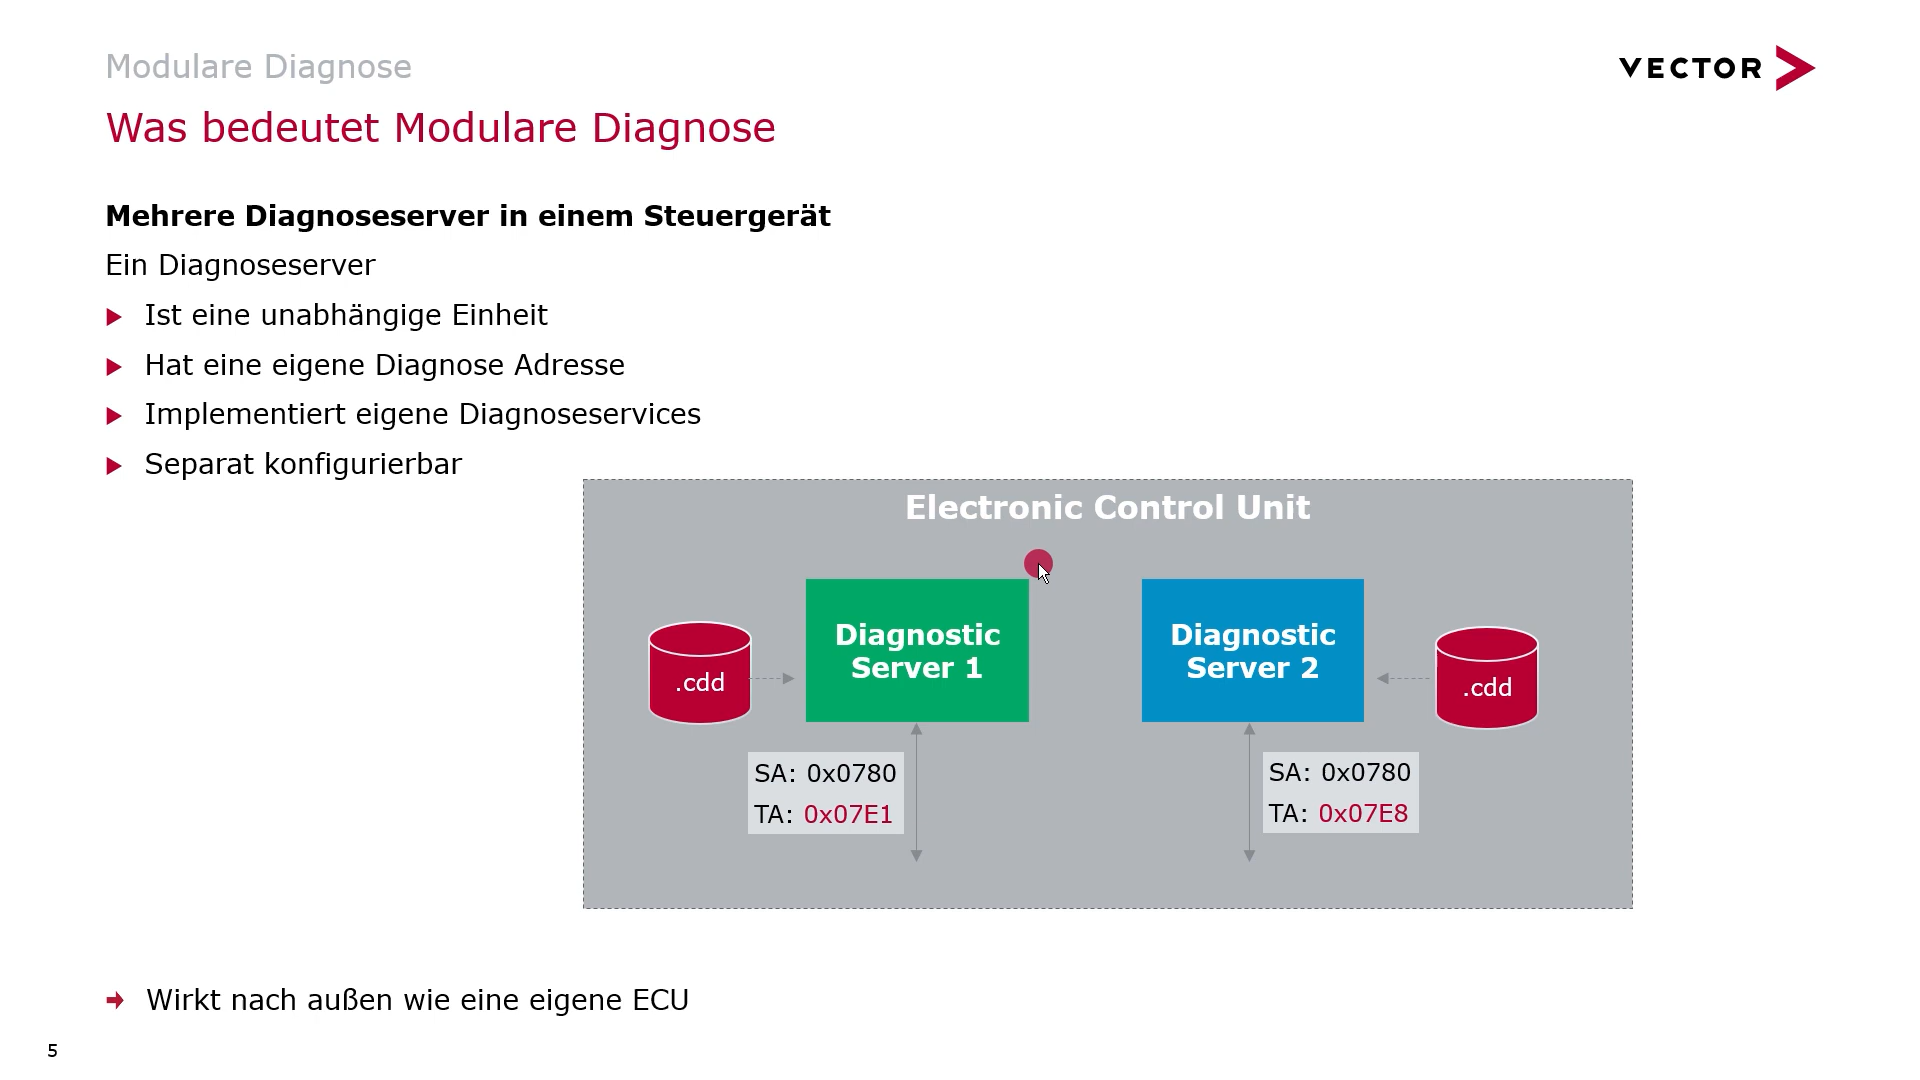 Modulare Diagnose
VECTOR
Was bedeutet Modulare Diagnose
Mehrere Diagnoseserver in einem Steuergerät
Ein Diagnoseserver
Ist eine unabhängige Einheit
Hat eine eigene Diagnose Adresse
Implementiert eigene Diagnoseservices
Separat konfigurierbar
Electronic Control Unit
.cdd
Diagnostic
Server 1
Diagnostic
Server 2
.cdd
SA: 0x0780
TA: 0x07E1
SA: 0x0780
TA: 0x07E8
Wirkt nach außen wie eine eigene ECU
5